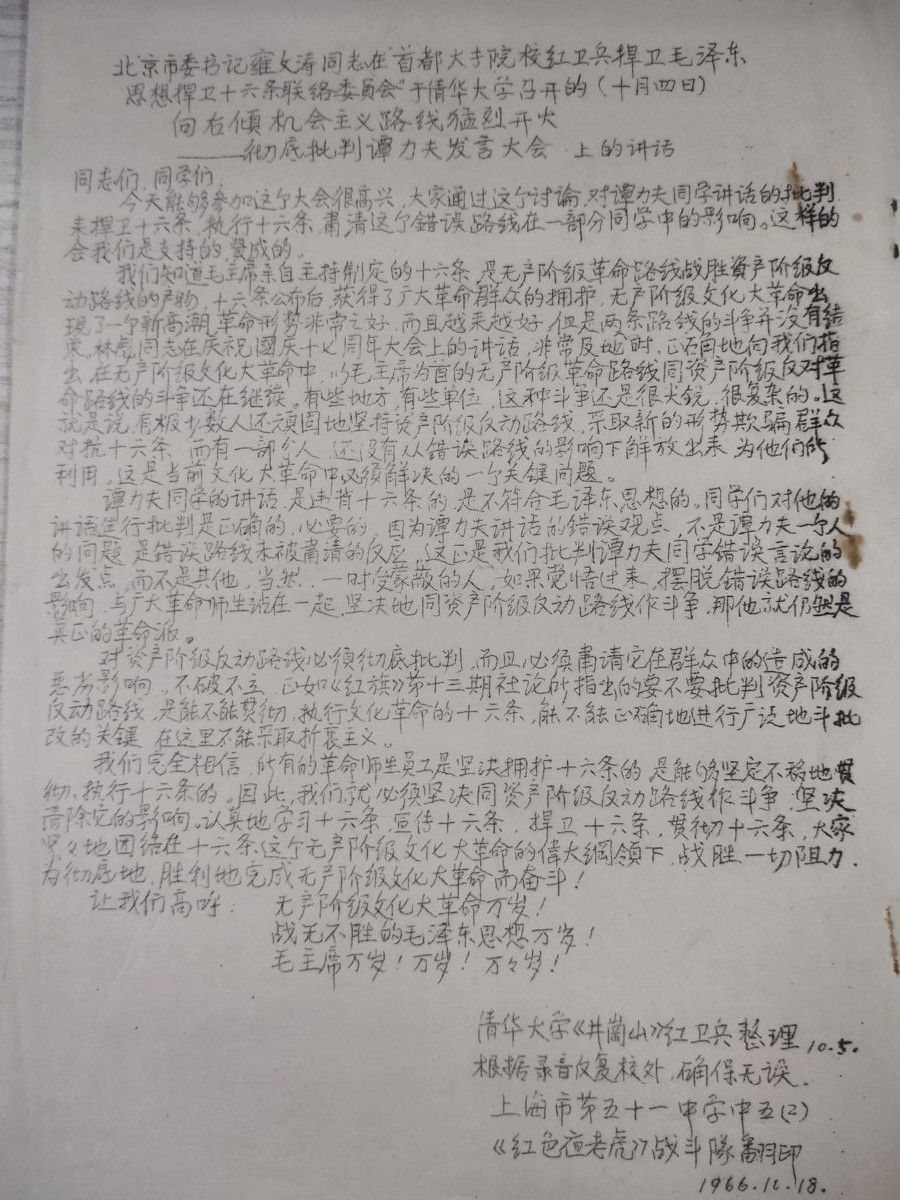 北京市委书记雍文涛同志在"首都大专院校红卫兵捍卫毛泽东
思想捍卫十六条联络委员会"于清华大学召开的(十月四日)
向右傾机会主义路线猛烈开火
——彻底批判谭力夫发言大会 上的讲话
同志们,同学们,
今天能够参加这个大会很高兴,大家通过这个讨论,对谭力夫同学讲话的批判
来捍卫十六条,执行十六条,肃清这个错误路线在一部分同学中的影响。这样的
会我们是支持的,赞成的。
我们知道毛主席亲自主持制定的十六条,是无产阶级革命路线战胜资产阶级反
动路线的产物,十六条公布后,获得了广大革命群众的拥护,无产阶级文化大革命出
现了一个新高潮,革命形势非常之好,而且越来越好,但是两条路线的斗争并没有结
束,林彪同志在庆祝國庆十七周年大会上的讲话,非常及地时,正确地向我们指
出,在无产阶级文化大革命中,以毛主席为首的无产阶级革命路线同资产阶级反对革
命路线的斗争还在继续。有些地方,有些单位,这种斗争还是很尖锐,很复杂的。这
就是说,有极少数人还顽固地坚持资产阶级反动路线,采取新的形势欺骗群众
对抗十六条,而有一部分人,还没有从错误路线的影响下解放出来,为他们所
利用。这是当前文化大革命中必须解决的一个关键问题。
谭力夫同学的讲话,是违背十六条的,是不符合毛泽东思想的。同学们对他的
讲话进行批判是正确的,必要的,因为谭力夫讲话的错误观点,不是谭力夫一个人
的问题,是错误路线未被肃清的反应,这正是我们批判谭力夫同学错误言论的
出发点,而不是其他。当然,一时受蒙蔽的人,如果觉悟过来,摆脱错误路线的
影响,与广大革命师生站在一起,坚决地同资产阶级反动路线作斗争,那他就仍然是
真正的革命派。
对资产阶级反动路线必须彻底批判,而且必须肃清它在群众中的造成的
恶劣影响。不破不立,正如《红旗》第十三期社论所指出的要不要批判资产阶级
反动路线,是能不能贯彻,执行文化革命的十六条,能不能正确地进行广泛地斗批
改的关键,在这里不能采取折衷主义。
我们完全相信,所有的革命师生员工是坚决拥护十六条的,是能够坚定不移地贯
彻、执行十六条的。因此,我们就必须坚决同资产阶级反动路线作斗争,坚决
清除它的影响。认真地学习十六条,宣传十六条,捍卫十六条,贯彻十六条,大家
紧々地团结在十六条这个无产阶级文化大革命的偉大綱领下,战胜一切阻力,
为彻底地,胜利地完成无产阶级文化大革命而奋斗!
让我们高呼: 无产阶级文化大革命万岁!
战无不胜的毛泽东思想万岁!
毛主席万岁!万岁!万々岁!
清华大学《井崗山》红卫兵整理 10.5.
根据录音反复校处,确保无误。
上海市第五十一中学中五(2)
《红色夜老虎》战斗隊翻印
1966.10.18.